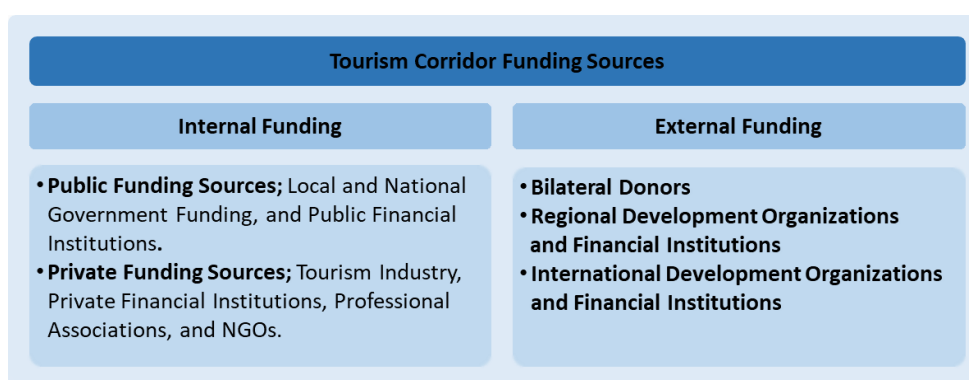 Tourism Corridor Funding Sources
Internal Funding
• Public Funding Sources; Local and National
Government Funding, and Public Financial
Institutions.
• Private Funding Sources; Tourism Industry,
Private Financial Institutions, Professional
Associations, and NGOs.
External Funding
• Bilateral Donors
• Regional Development Organizations
and Financial Institutions
• International Development Organizations
and Financial Institutions